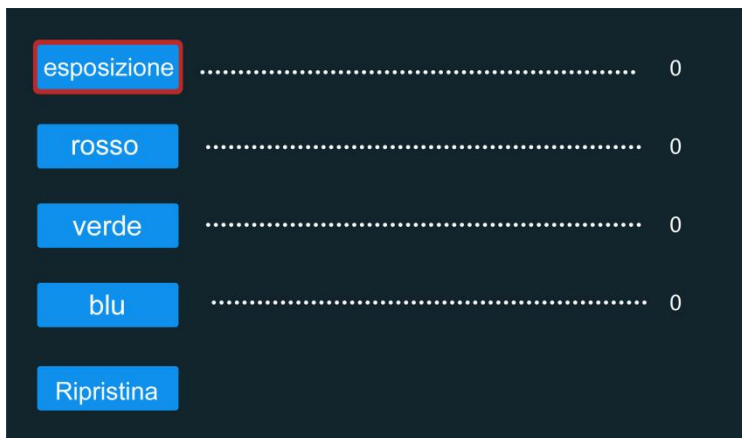 esposizione ........................................................ 0
rosso ........................................................ 0
verde ........................................................ 0
blu ........................................................ 0
Ripristina